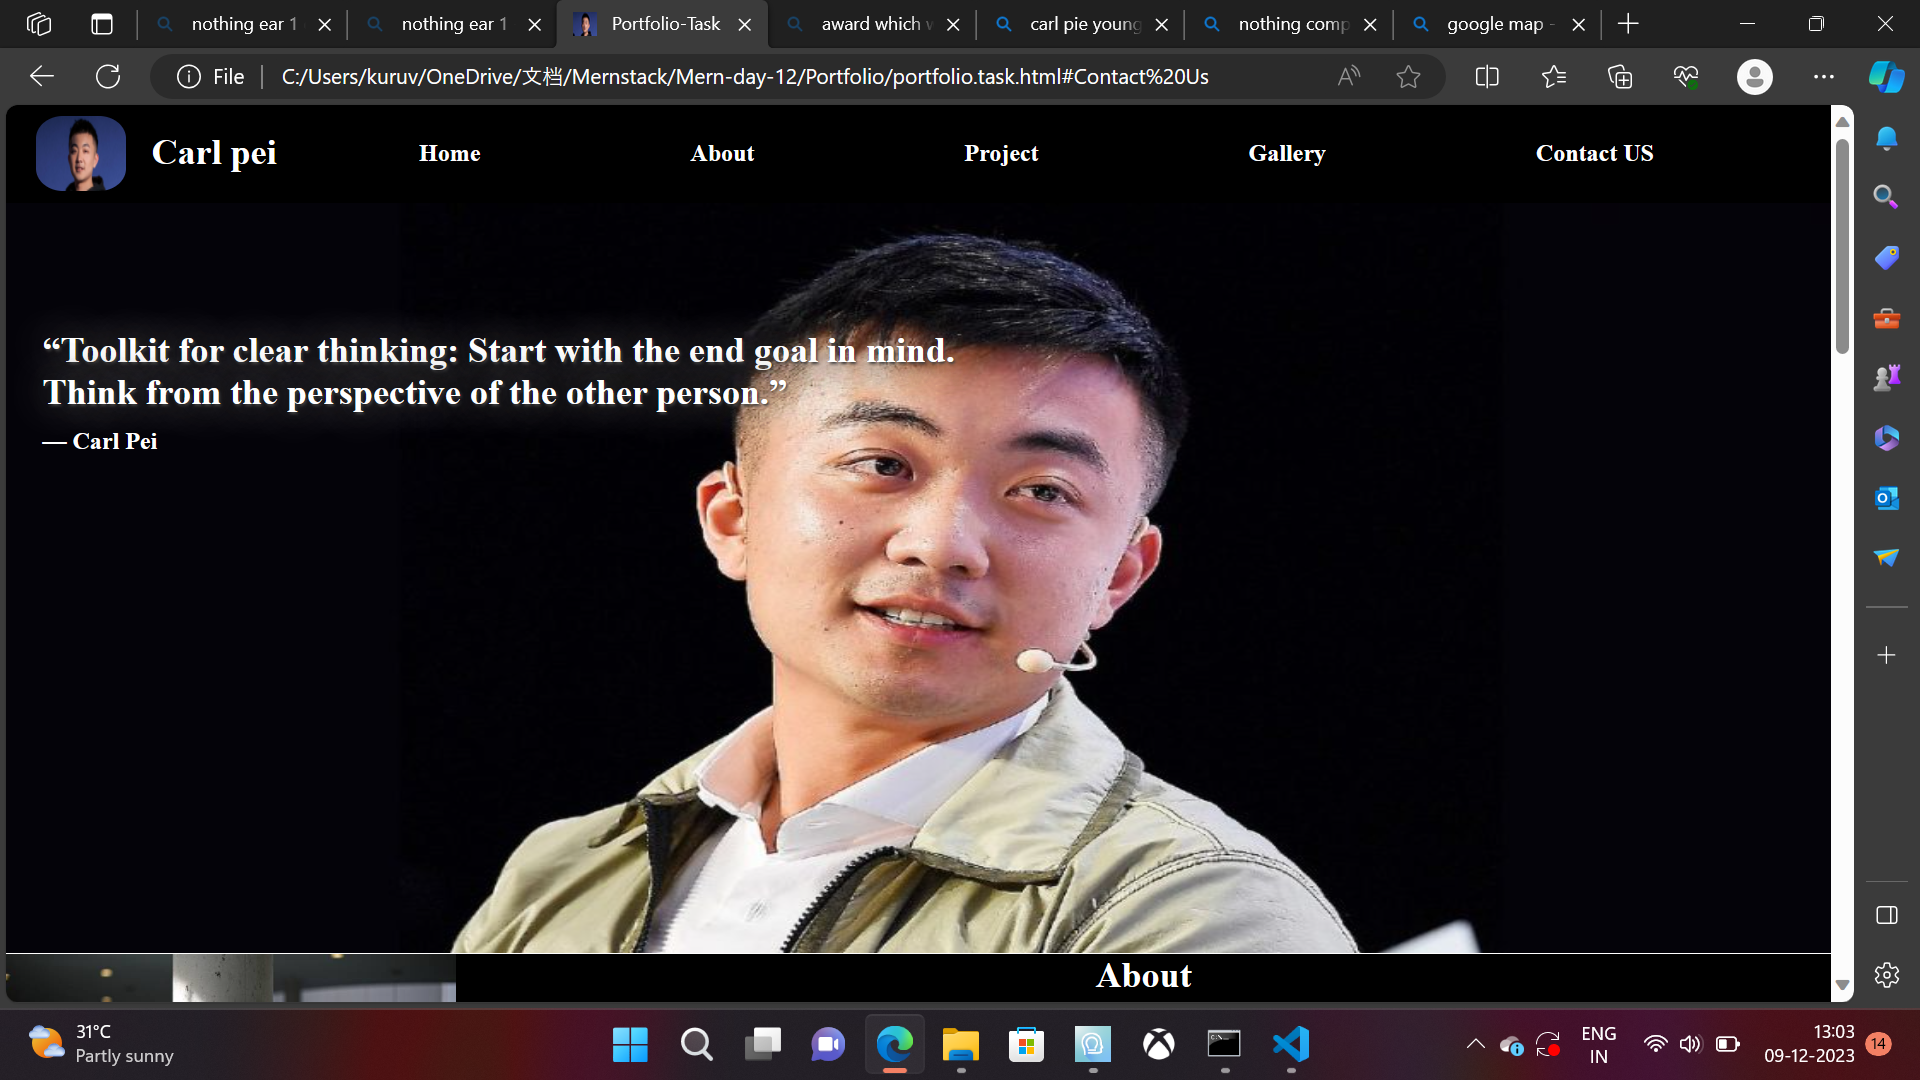 nothing ear 1
nothing ear 1
Portfolio-Task
award which
carl pie young
nothing comp
google map -
File
C:/Users/kuruv/OneDrive/文档/Mernstack/Mern-day-12/Portfolio/portfolio.task.html#Contact%20Us
Carl pei
Home
About
Project
Gallery
Contact US
“Toolkit for clear thinking: Start with the end goal in mind.
Think from the perspective of the other person.”
— Carl Pei
About
31°C
Partly sunny
ENG
IN
13:03
09-12-2023
14